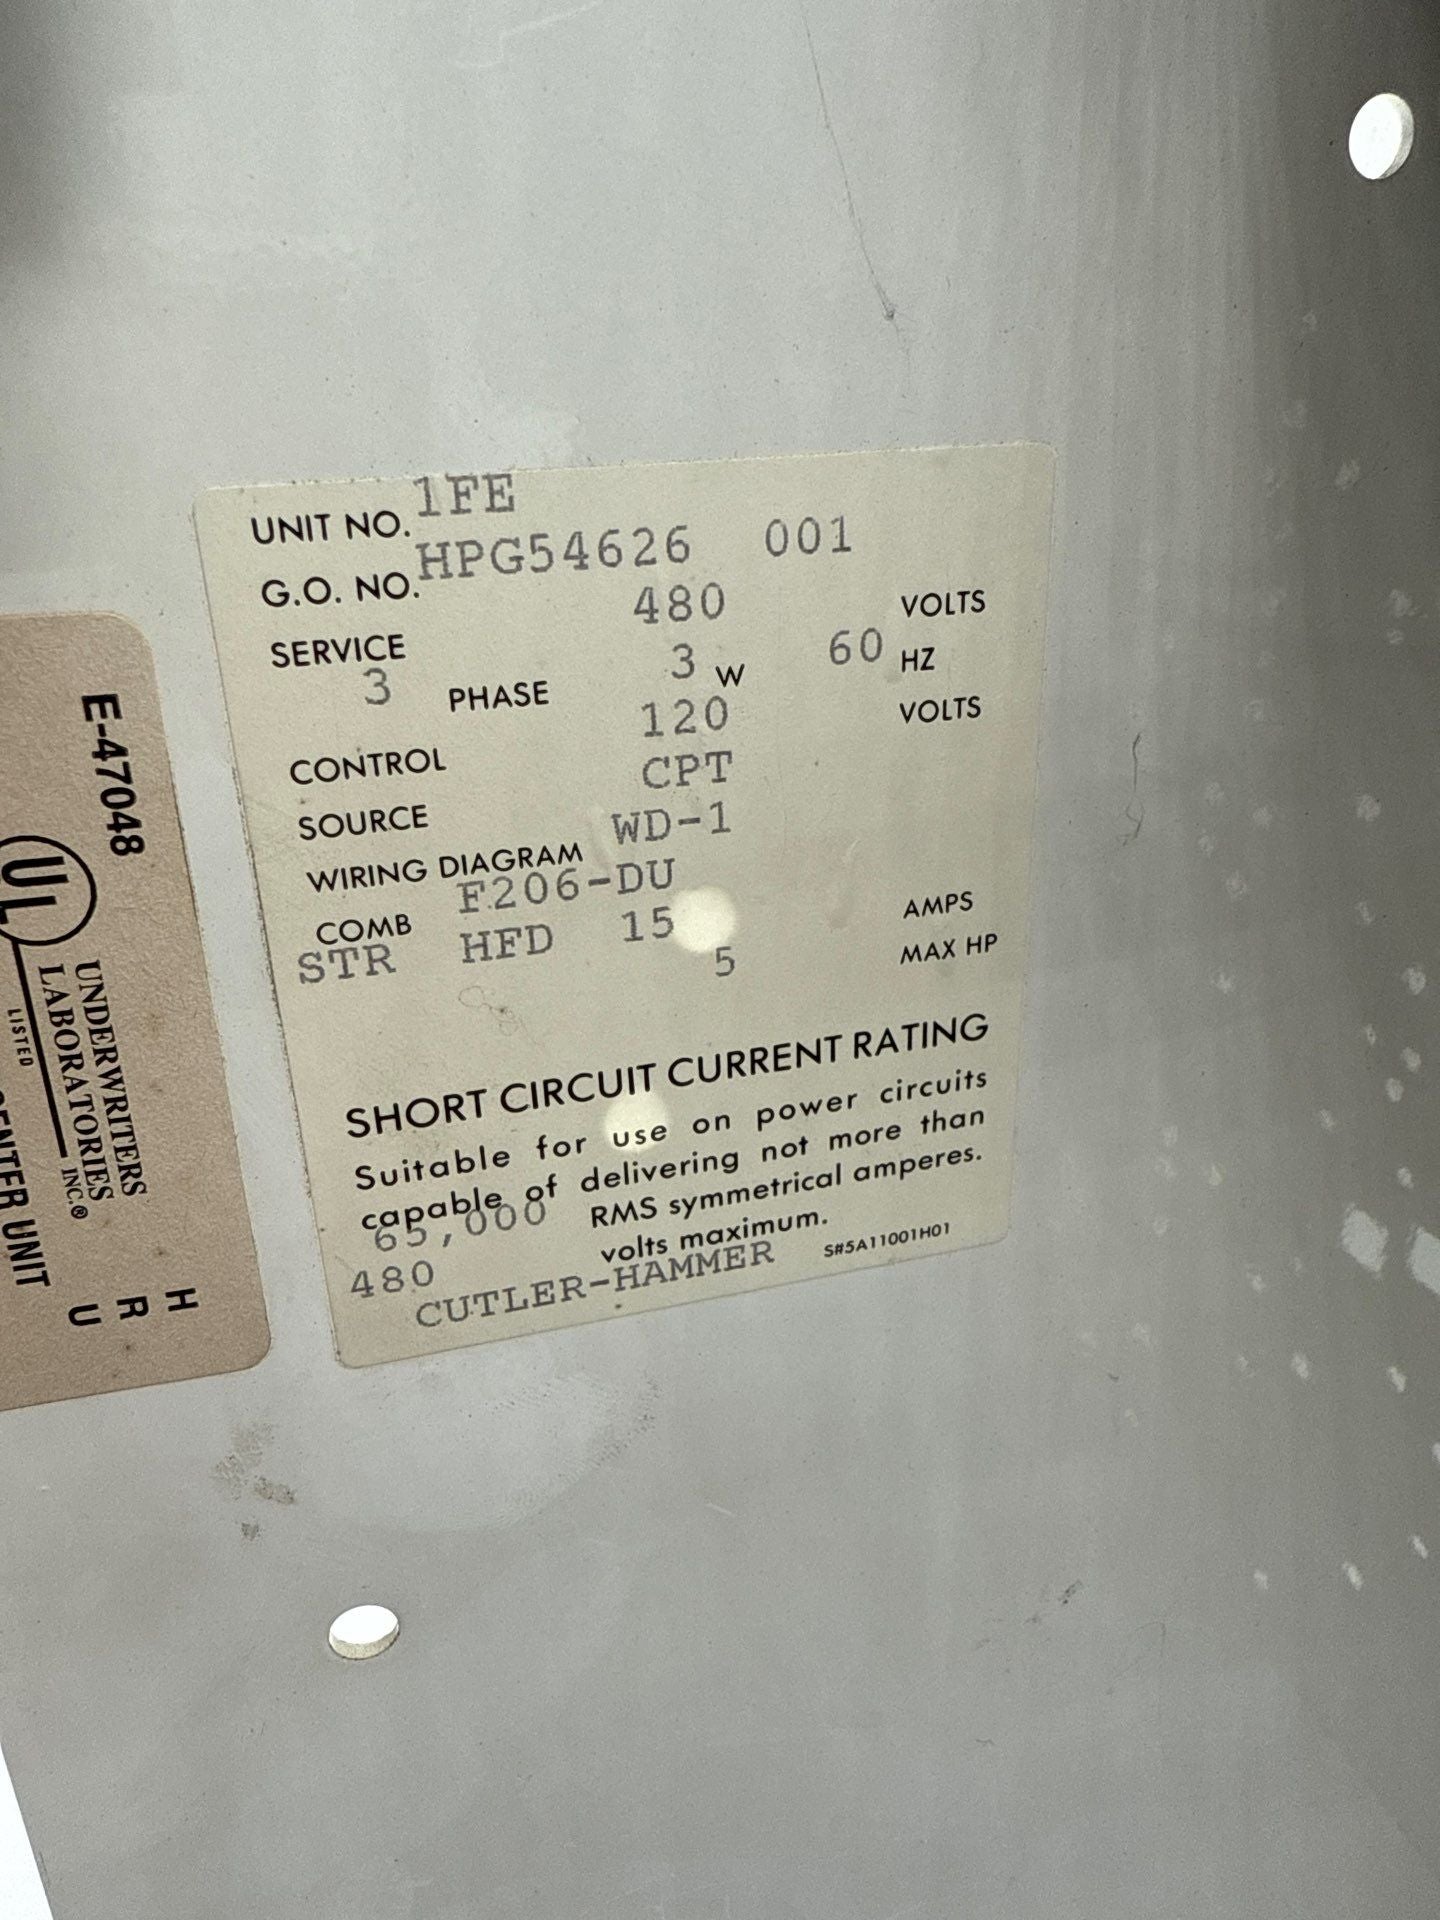 UNIT NO. 1FE
G.O. NO. HPG54626 001
SERVICE 480 VOLTS
3 PHASE 3 W 60 HZ
CONTROL 120 VOLTS
SOURCE CPT
WIRING DIAGRAM WD-1
COMB F206-DU
STR HFD 15 AMPS
5 MAX HP
SHORT CIRCUIT CURRENT RATING
Suitable for use on power circuits
capable of delivering not more than
65,000 RMS symmetrical amperes.
480 volts maximum.
CUTLER-HAMMER S#5A11001H01
E-47048
UL
UNDERWRITERS
LABORATORIES INC.®
LISTED
UNIT
H
R
U